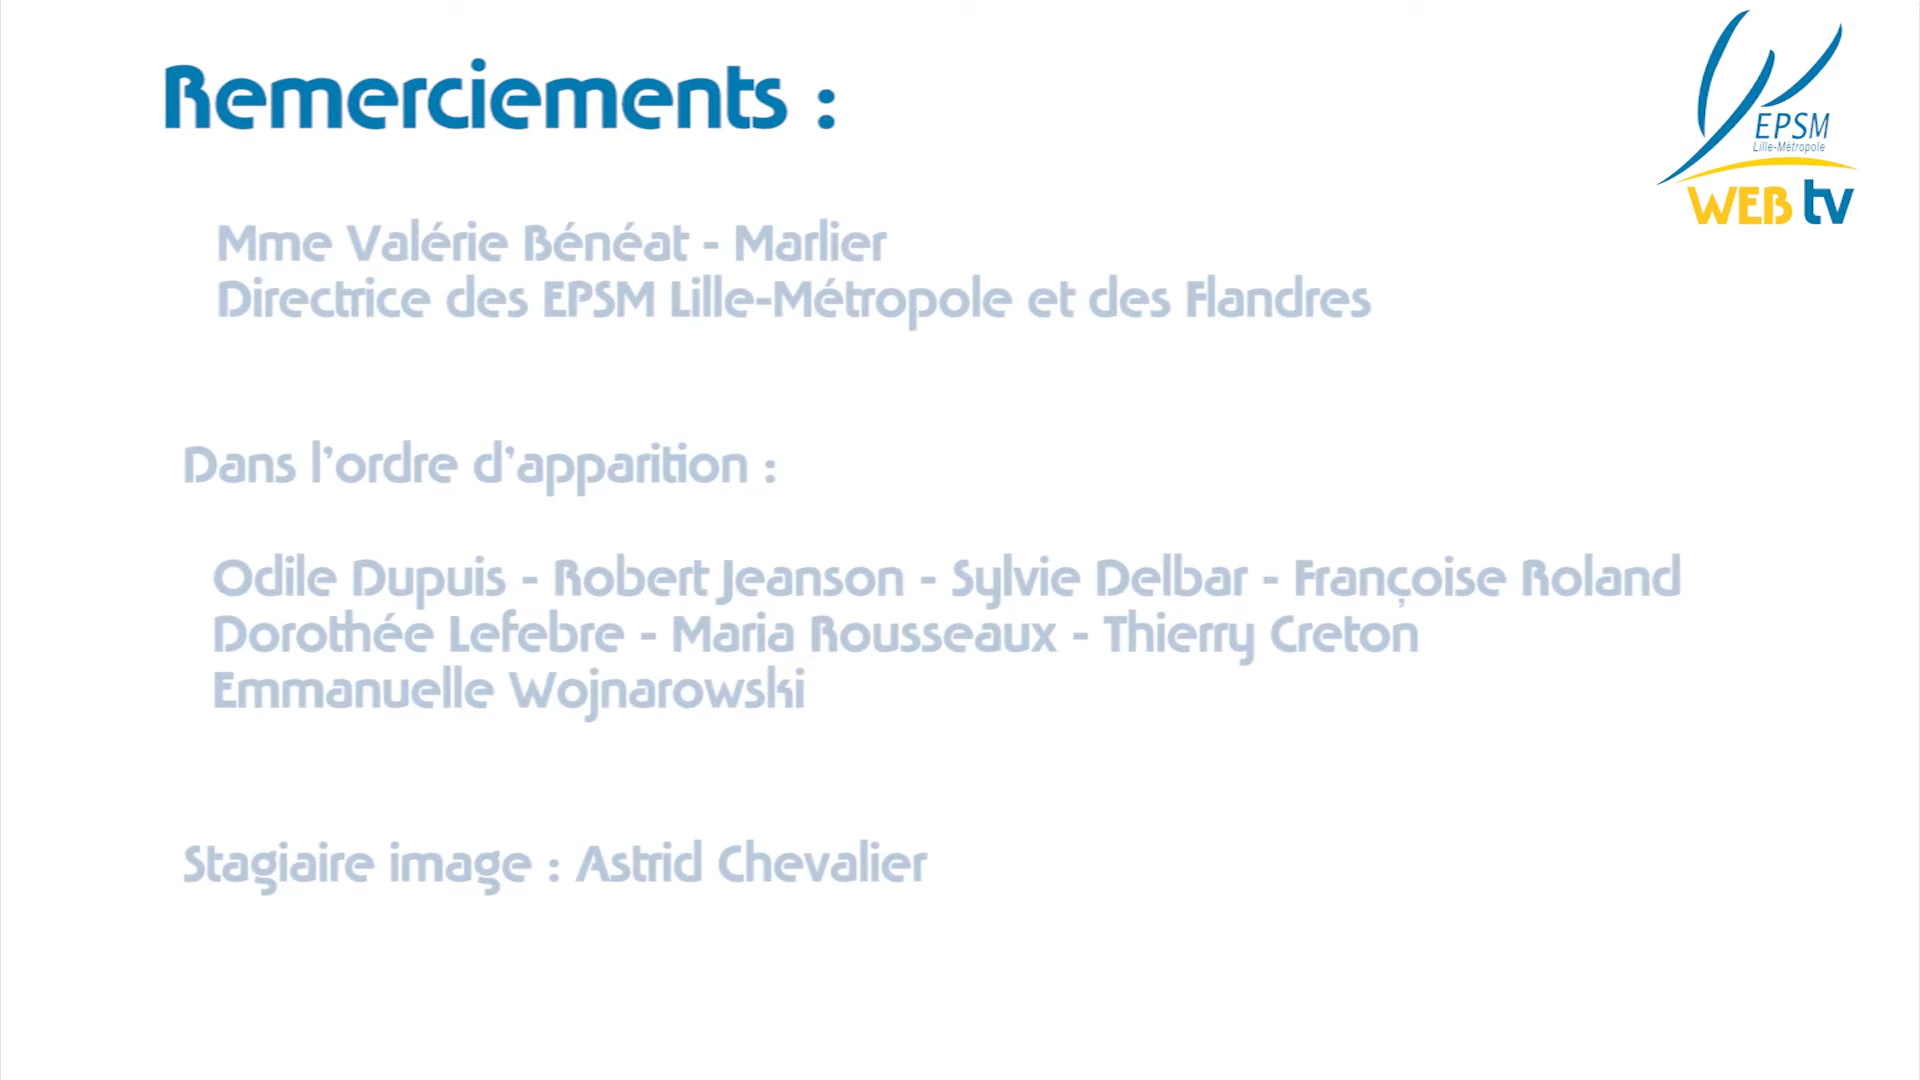 Remerciements :
EPSM
Lille-Métropole
WEB tv
Mme Valérie Bénéat - Marlier
Directrice des EPSM Lille-Métropole et des Flandres
Dans l'ordre d'apparition :
Odile Dupuis - Robert Jeanson - Sylvie Delbar - Françoise Roland
Dorothée Lefebre - Maria Rousseaux - Thierry Creton
Emmanuelle Wojnarowski
Stagiaire image : Astrid Chevalier